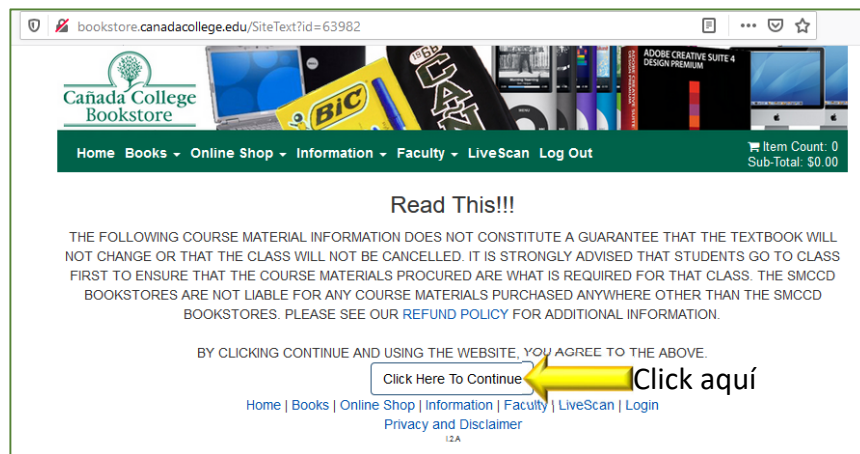 bookstore.canadacollege.edu/SiteText?id=63982
Cañada College
Bookstore
BiC
1968
CAN
ADOBE CREATIVE SUITE 4
DESIGN PREMIUM
Home Books Online Shop Information Faculty LiveScan Log Out
Item Count: 0
Sub-Total: $0.00
Read This!!!
THE FOLLOWING COURSE MATERIAL INFORMATION DOES NOT CONSTITUTE A GUARANTEE THAT THE TEXTBOOK WILL
NOT CHANGE OR THAT THE CLASS WILL NOT BE CANCELLED. IT IS STRONGLY ADVISED THAT STUDENTS GO TO CLASS
FIRST TO ENSURE THAT THE COURSE MATERIALS PROCURED ARE WHAT IS REQUIRED FOR THAT CLASS. THE SMCCD
BOOKSTORES ARE NOT LIABLE FOR ANY COURSE MATERIALS PURCHASED ANYWHERE OTHER THAN THE SMCCD
BOOKSTORES. PLEASE SEE OUR REFUND POLICY FOR ADDITIONAL INFORMATION.
BY CLICKING CONTINUE AND USING THE WEBSITE, YOU AGREE TO THE ABOVE.
Click Here To Continue
Click aquí
Home | Books | Online Shop | Information | Faculty | LiveScan | Login
Privacy and Disclaimer
I.2.A